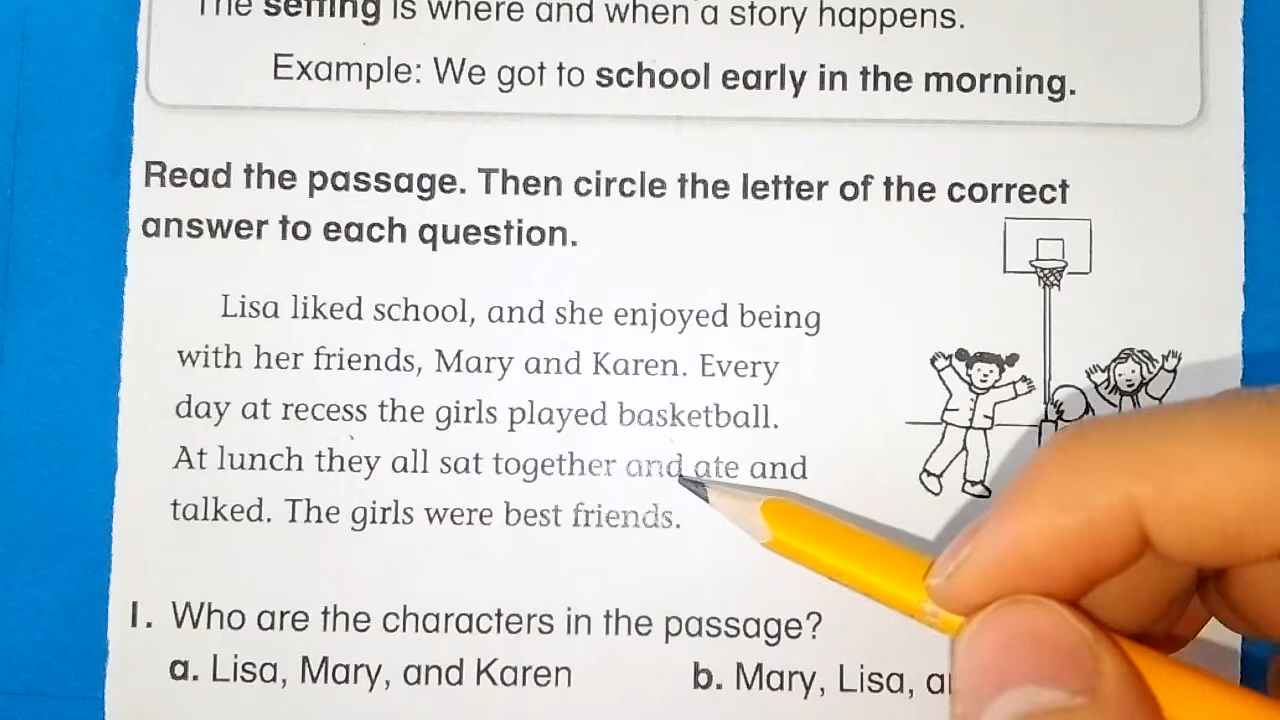 The setting is where and when a story happens.
Example: We got to school early in the morning.
Read the passage. Then circle the letter of the correct
answer to each question.
Lisa liked school, and she enjoyed being
with her friends, Mary and Karen. Every
day at recess the girls played basketball.
At lunch they all sat together and ate and
talked. The girls were best friends.
1. Who are the characters in the passage?
a. Lisa, Mary, and Karen b. Mary, Lisa,